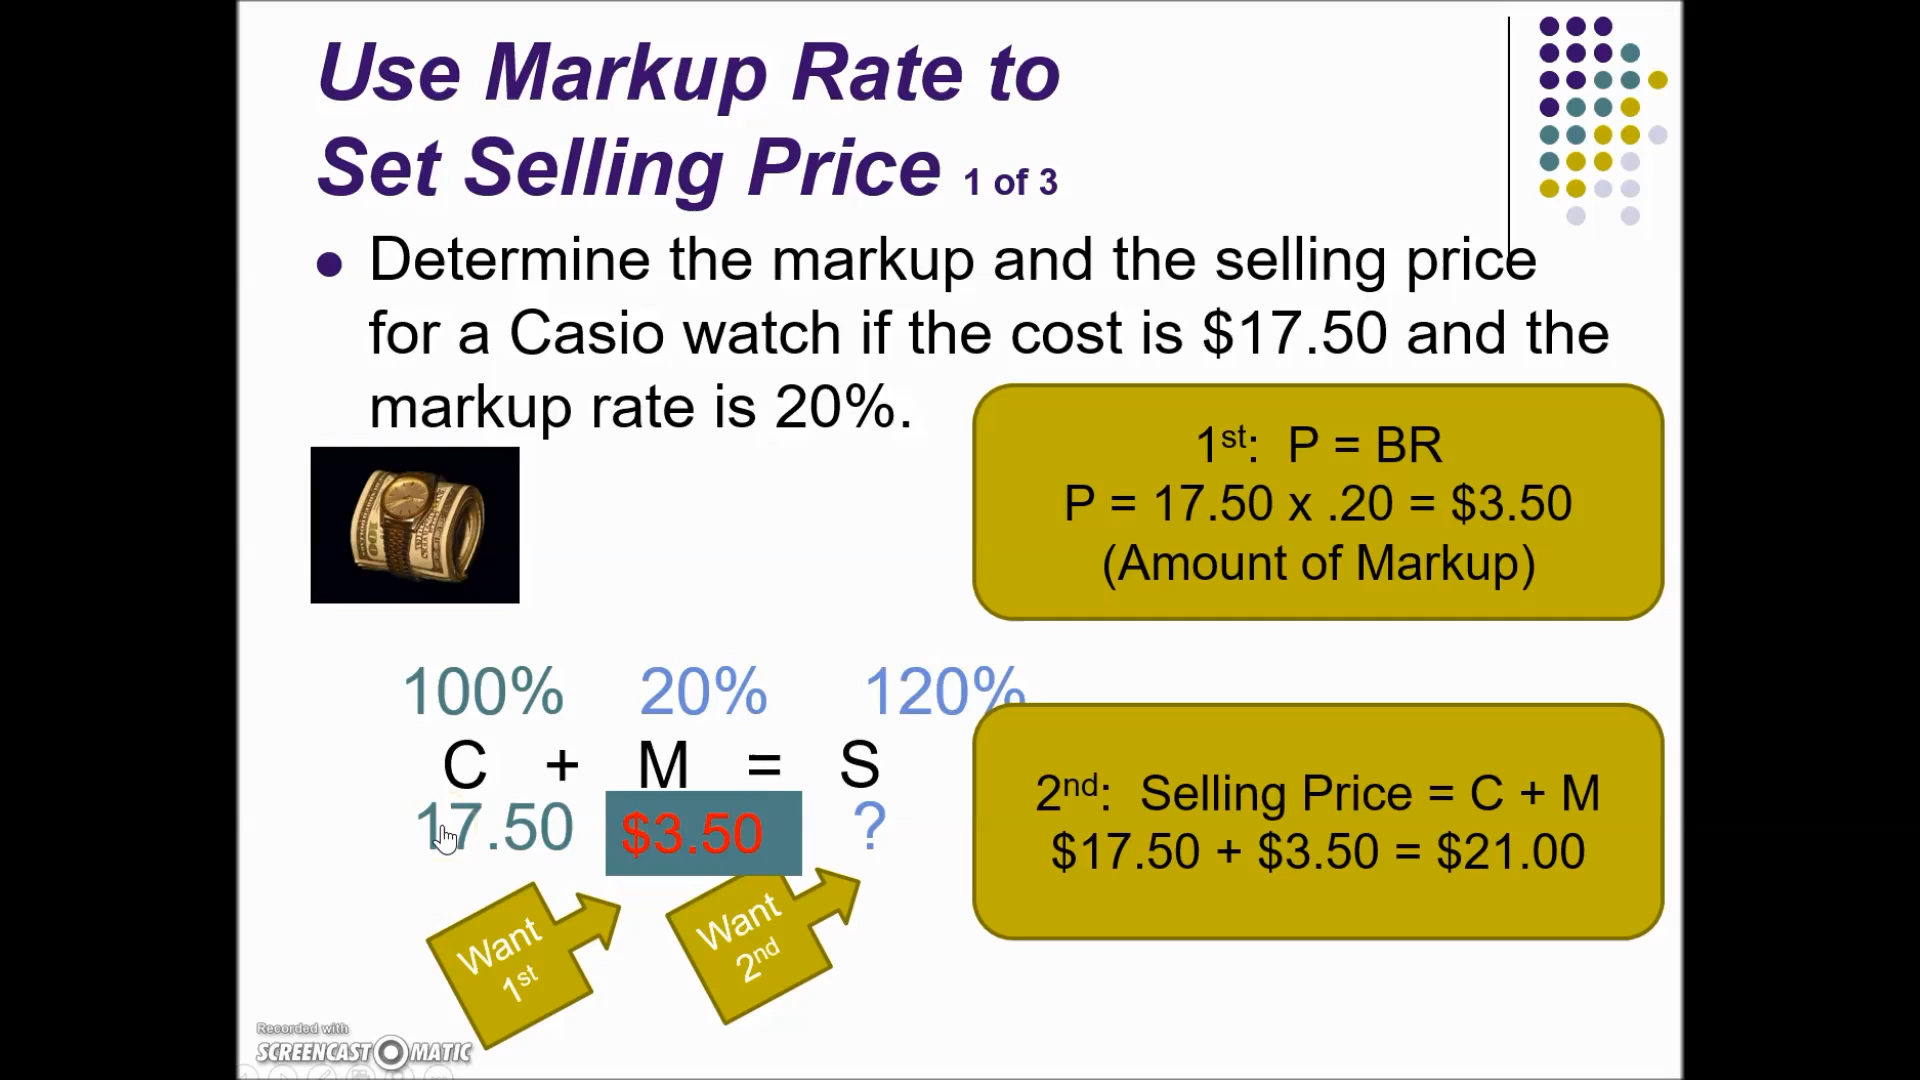 Use Markup Rate to
Set Selling Price 1 of 3
Determine the markup and the selling price
for a Casio watch if the cost is $17.50 and the
markup rate is 20%.
1st: P = BR
P = 17.50 x .20 = $3.50
(Amount of Markup)
100% 20% 120%
C + M = S
17.50 $3.50 ?
2nd: Selling Price = C + M
$17.50 + $3.50 = $21.00
Want
1st
Want
2nd
Recorded with
SCREENCAST MATIC